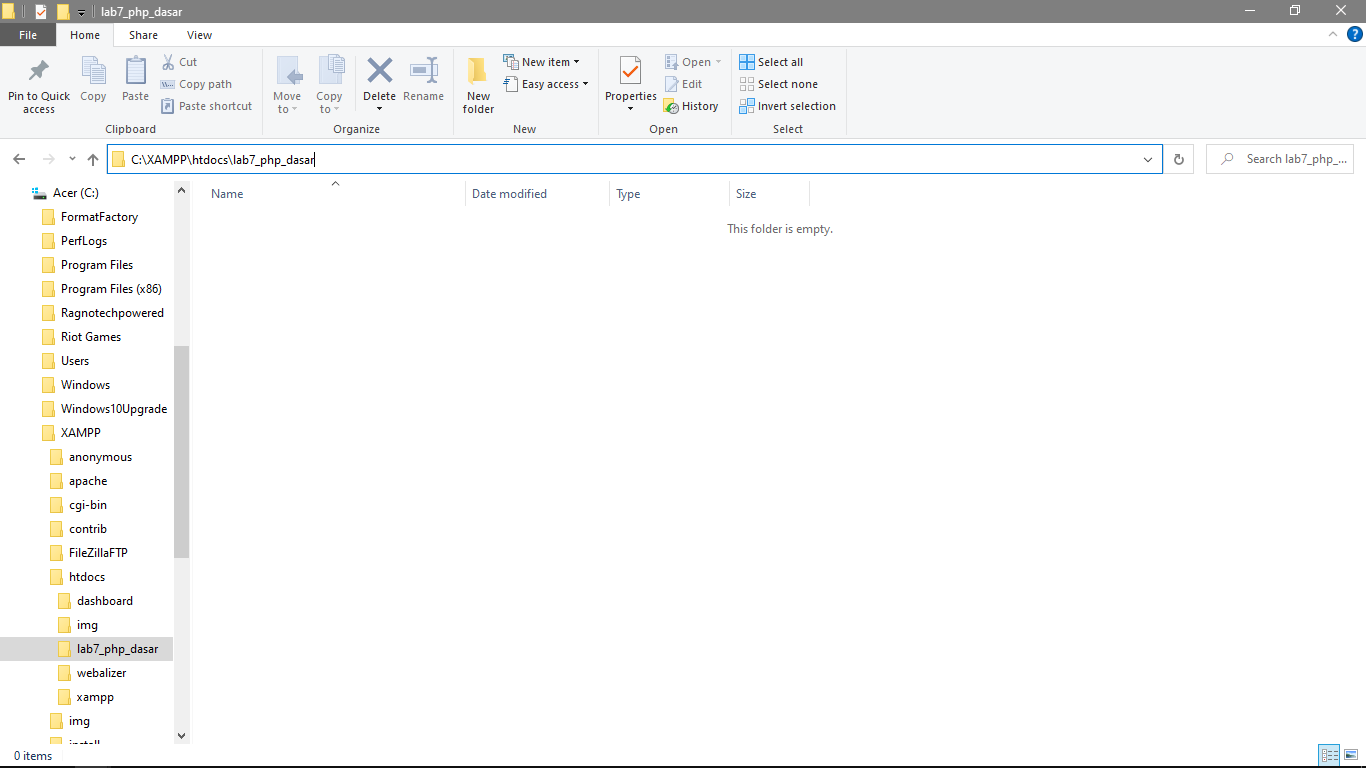 lab7_php_dasar
File Home Share View
Pin to Quick access
Copy
Paste
Cut
Copy path
Paste shortcut
Clipboard
Move to
Copy to
Delete
Rename
Organize
New folder
New item
Easy access
New
Properties
Open
Edit
History
Open
Select all
Select none
Invert selection
Select
C:\XAMPP\htdocs\lab7_php_dasar
Search lab7_php_...
Name Date modified Type Size
This folder is empty.
Acer (C:)
FormatFactory
PerfLogs
Program Files
Program Files (x86)
Ragnotechpowered
Riot Games
Users
Windows
Windows10Upgrade
XAMPP
anonymous
apache
cgi-bin
contrib
FileZillaFTP
htdocs
dashboard
img
lab7_php_dasar
webalizer
xampp
img
install
0 items